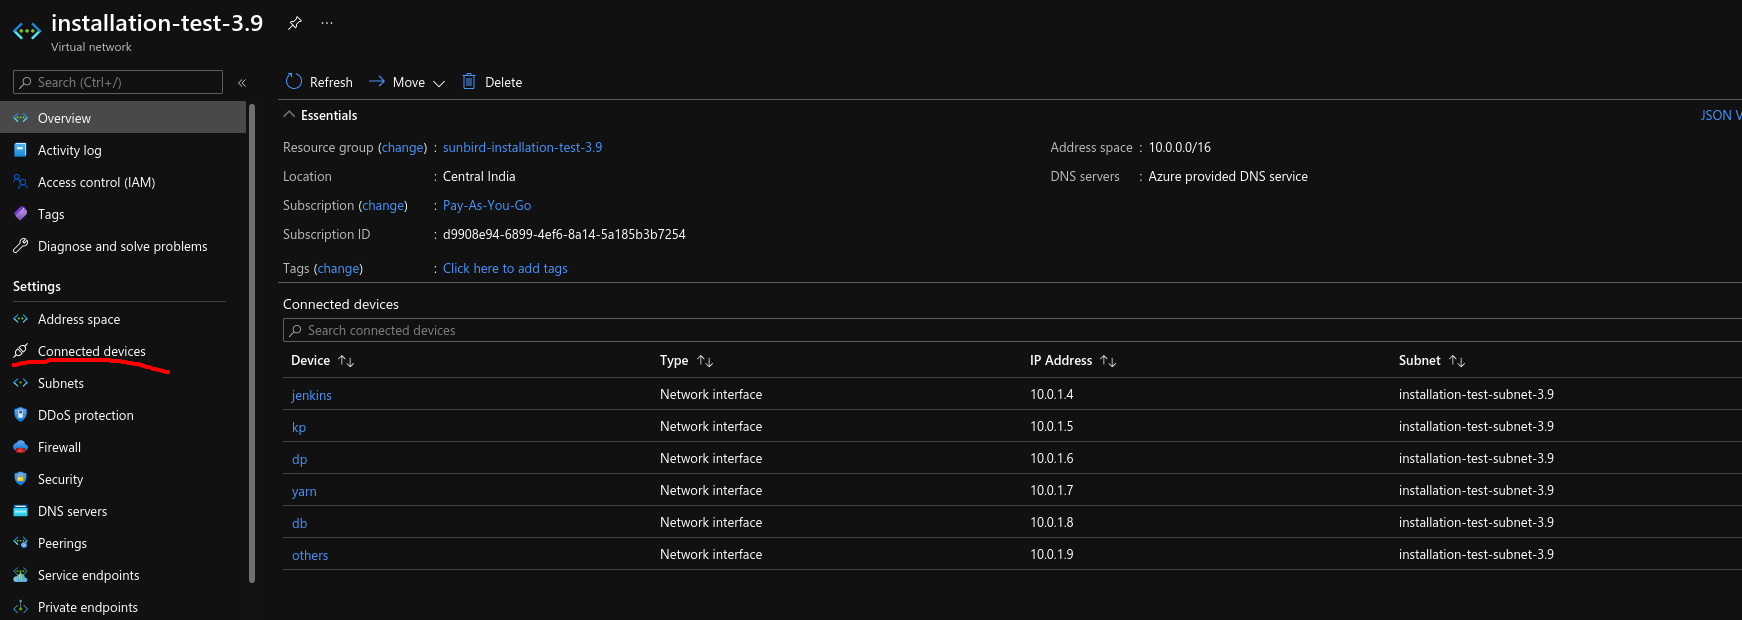 installation-test-3.9 ...
Virtual network
Search (Ctrl+/) «
Overview
Activity log
Access control (IAM)
Tags
Diagnose and solve problems
Settings
Address space
Connected devices
Subnets
DDoS protection
Firewall
Security
DNS servers
Peerings
Service endpoints
Private endpoints
Refresh Move Delete
Essentials JSON V
Resource group (change) : sunbird-installation-test-3.9 Address space : 10.0.0.0/16
Location : Central India DNS servers : Azure provided DNS service
Subscription (change) : Pay-As-You-Go
Subscription ID : d9908e94-6899-4ef6-8a14-5a185b3b7254
Tags (change) : Click here to add tags
Connected devices
Search connected devices
Device Type IP Address Subnet
jenkins Network interface 10.0.1.4 installation-test-subnet-3.9
kp Network interface 10.0.1.5 installation-test-subnet-3.9
dp Network interface 10.0.1.6 installation-test-subnet-3.9
yarn Network interface 10.0.1.7 installation-test-subnet-3.9
db Network interface 10.0.1.8 installation-test-subnet-3.9
others Network interface 10.0.1.9 installation-test-subnet-3.9